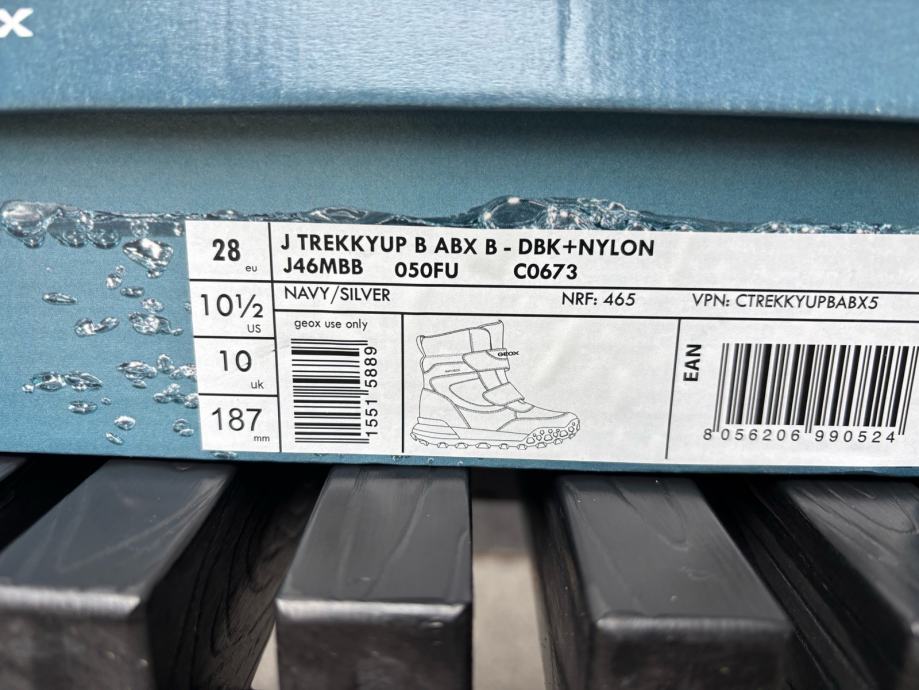 X
28 eu
J TREKKYUP B ABX B - DBK+NYLON
J46MBB 050FU C0673
10½ US
NAVY/SILVER NRF: 465 VPN: CTREKKYUPBABX5
geox use only
10 uk
187 mm
1551 5889
GEOX
EAN
8 056206 990524